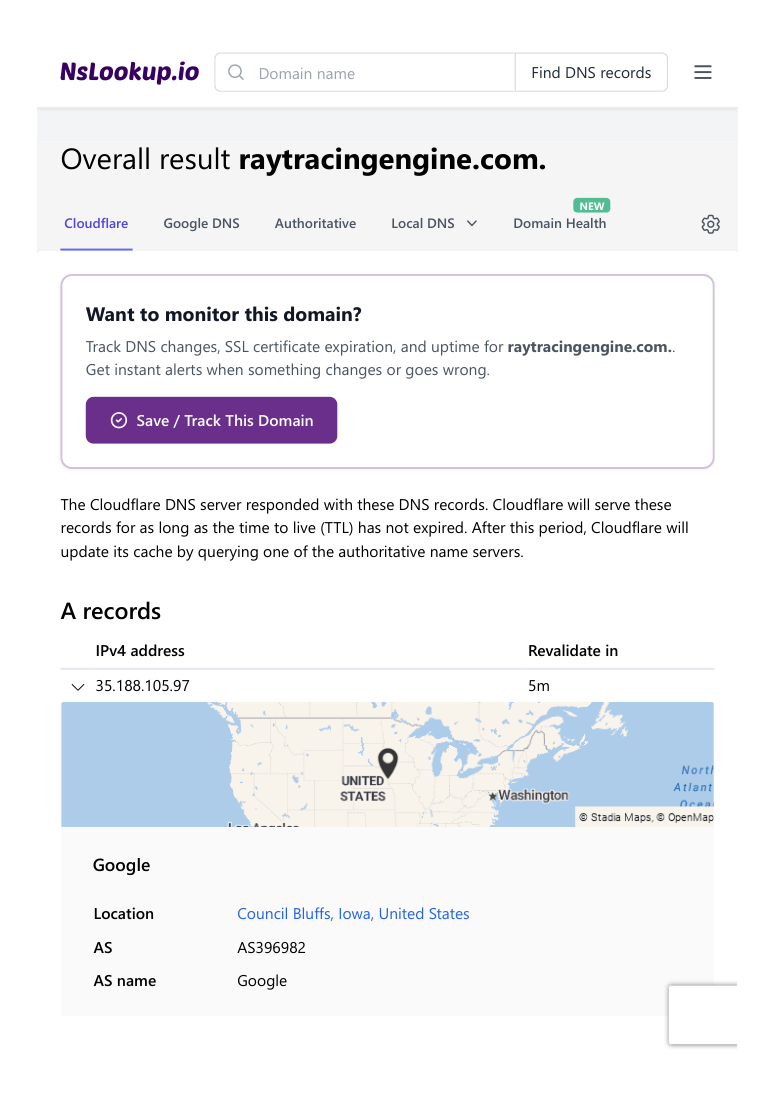 NsLookup.io
Domain name
Find DNS records
Overall result raytracingengine.com.
Cloudflare
Google DNS
Authoritative
Local DNS
NEW
Domain Health
Want to monitor this domain?
Track DNS changes, SSL certificate expiration, and uptime for raytracingengine.com..
Get instant alerts when something changes or goes wrong.
Save / Track This Domain
The Cloudflare DNS server responded with these DNS records. Cloudflare will serve these
records for as long as the time to live (TTL) has not expired. After this period, Cloudflare will
update its cache by querying one of the authoritative name servers.
A records
IPv4 address
Revalidate in
35.188.105.97
5m
UNITED
STATES
Washington
North
Atlant
Ocea
Los Angeles
© Stadia Maps, © OpenMap
Google
Location
Council Bluffs, Iowa, United States
AS
AS396982
AS name
Google